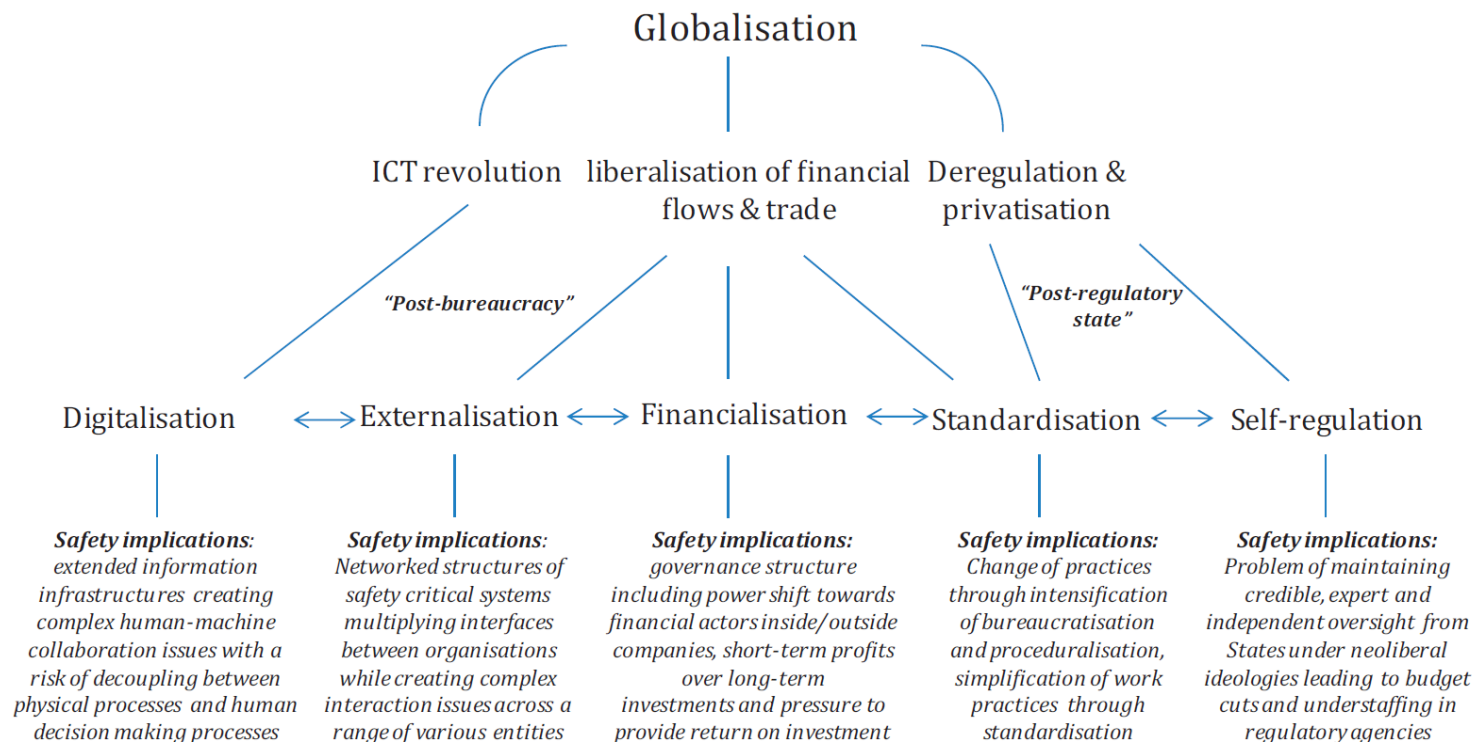 Globalisation
ICT revolution
liberalisation of financial
flows & trade
Deregulation &
privatisation
“Post-bureaucracy”
“Post-regulatory
state”
Digitalisation
Externalisation
Financialisation
Standardisation
Self-regulation
Safety implications:
extended information
infrastructures creating
complex human-machine
collaboration issues with a
risk of decoupling between
physical processes and human
decision making processes
Safety implications:
Networked structures of
safety critical systems
multiplying interfaces
between organisations
while creating complex
interaction issues across a
range of various entities
Safety implications:
governance structure
including power shift towards
financial actors inside/outside
companies, short-term profits
over long-term
investments and pressure to
provide return on investment
Safety implications:
Change of practices
through intensification
of bureaucratisation
and proceduralisation,
simplification of work
practices through
standardisation
Safety implications:
Problem of maintaining
credible, expert and
independent oversight from
States under neoliberal
ideologies leading to budget
cuts and understaffing in
regulatory agencies